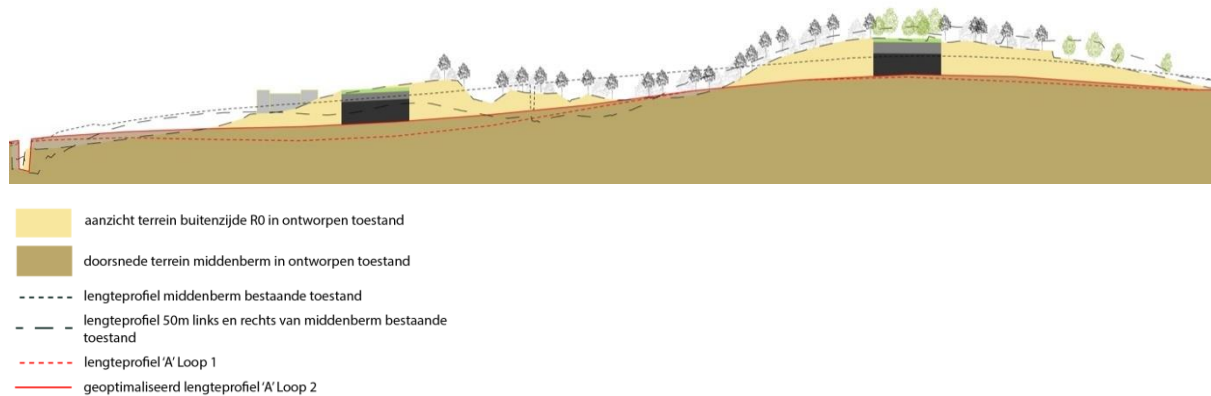 aanzicht terrein buitenzijde R0 in ontworpen toestand
doorsnede terrein middenberm in ontworpen toestand
lengteprofiel middenberm bestaande toestand
lengteprofiel 50m links en rechts van middenberm bestaande
toestand
lengteprofiel 'A' Loop 1
geoptimaliseerd lengteprofiel 'A' Loop 2